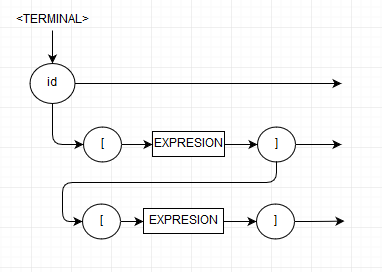 <TERMINAL>
id
[ EXPRESION ]
[ EXPRESION ]